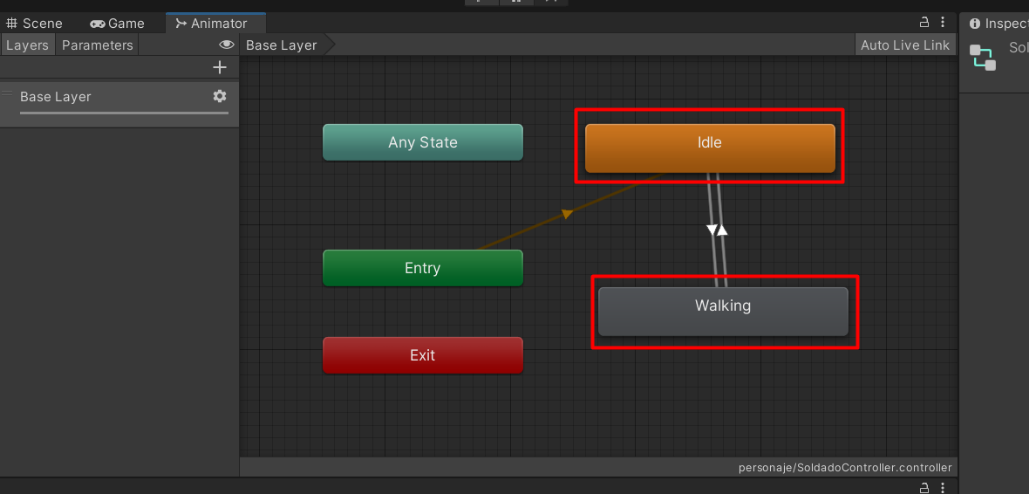 Scene Game Animator Inspect
Layers Parameters Base Layer Auto Live Link Sol
Base Layer
Any State
Idle
Entry
Walking
Exit
personaje/SoldadoController.controller